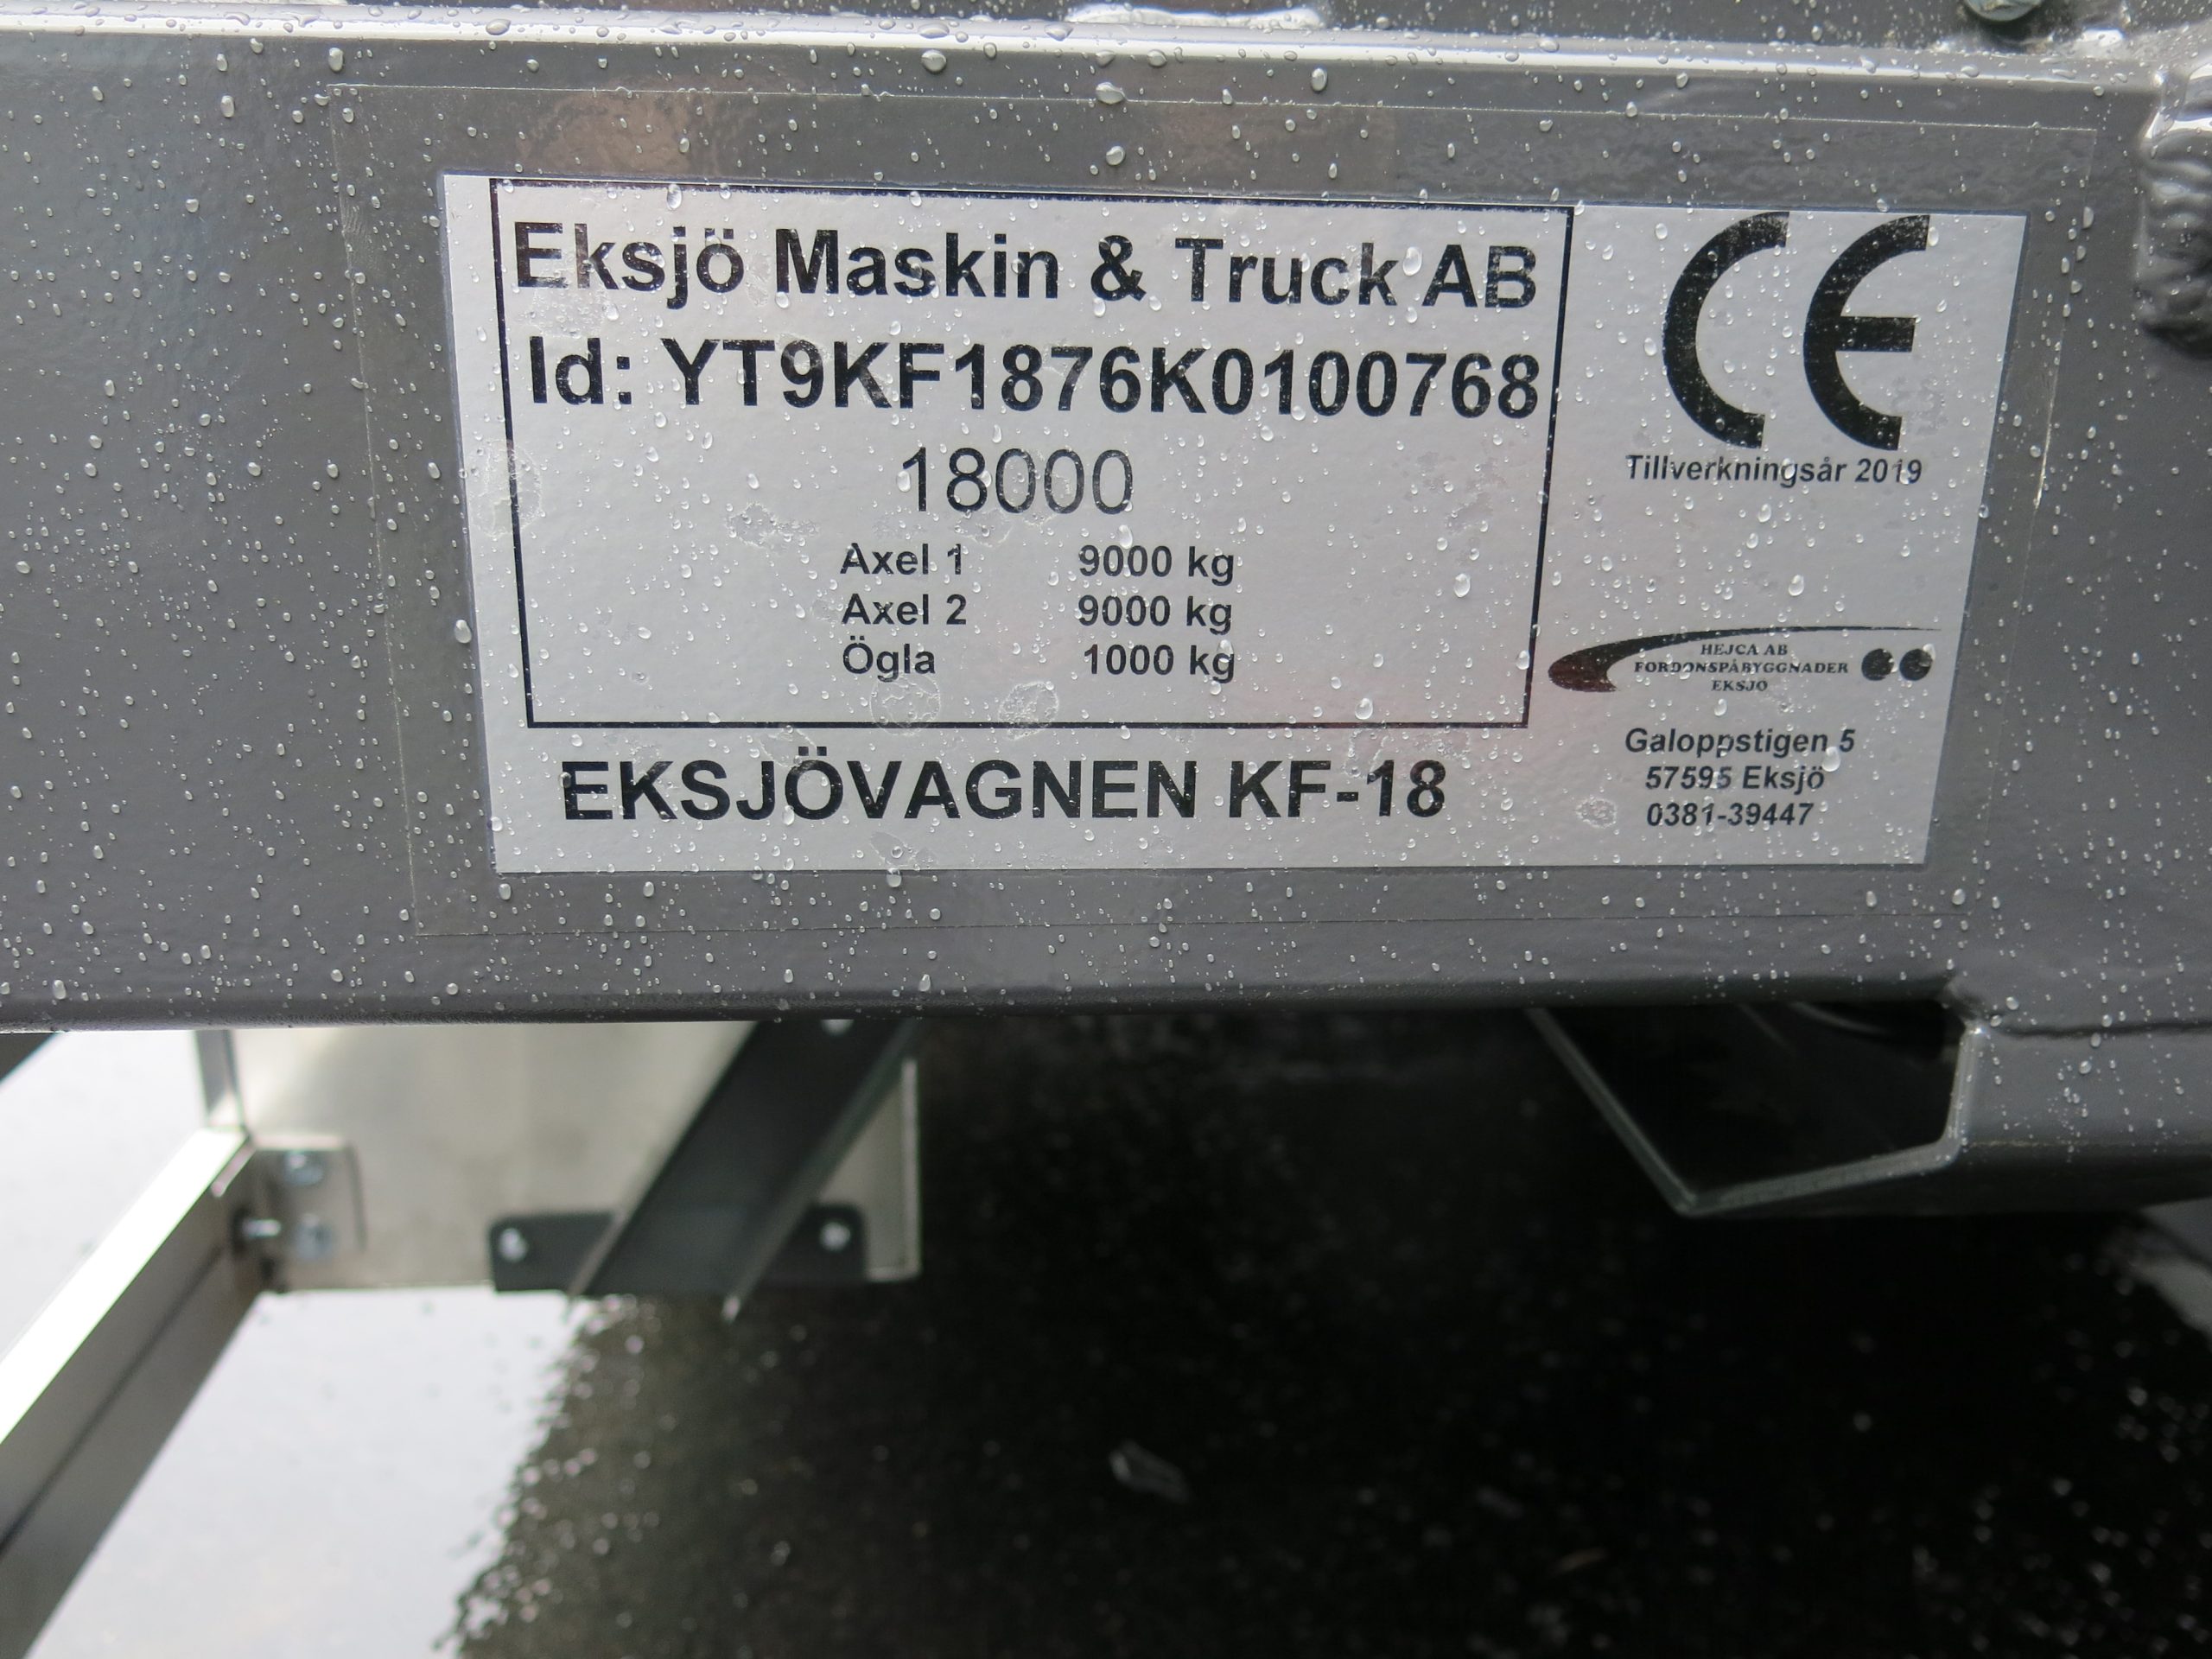 Eksjö Maskin & Truck AB
Id: YT9KF1876K0100768
18000
Axel 1 9000 kg
Axel 2 9000 kg
Ögla 1000 kg
EKSJÖVAGNEN KF-18
CE
Tillverkningsår 2019
HEJCA AB
FORDONSPÅBYGGNADER
EKSJÖ
Galoppstigen 5
57595 Eksjö
0381-39447